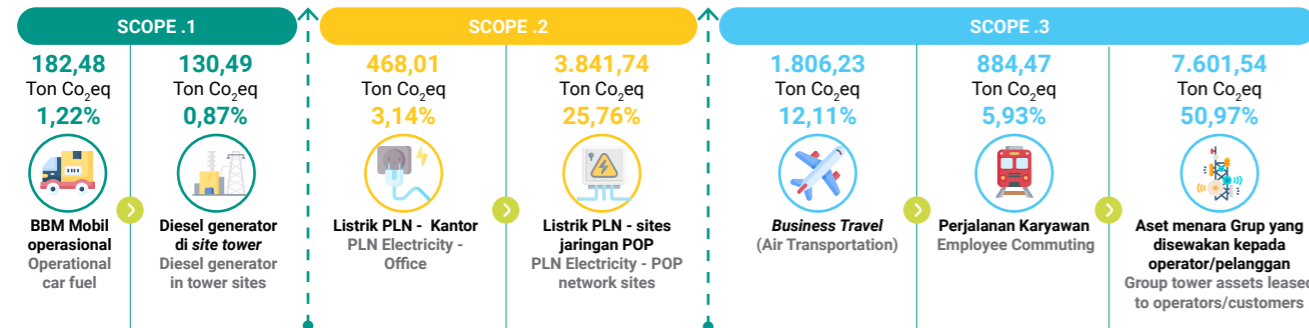 SCOPE .1
182,48
Ton Co₂eq
1,22%
BBM Mobil
operasional
Operational
car fuel
130,49
Ton Co₂eq
0,87%
Diesel generator
di site tower
Diesel generator
in tower sites
SCOPE .2
468,01
Ton Co₂eq
3,14%
Listrik PLN - Kantor
PLN Electricity -
Office
3.841,74
Ton Co₂eq
25,76%
Listrik PLN - sites
jaringan POP
PLN Electricity - POP
network sites
SCOPE .3
1.806,23
Ton Co₂eq
12,11%
Business Travel
(Air Transportation)
884,47
Ton Co₂eq
5,93%
Perjalanan Karyawan
Employee Commuting
7.601,54
Ton Co₂eq
50,97%
Aset menara Grup yang
disewakan kepada
operator/pelanggan
Group tower assets leased
to operators/customers